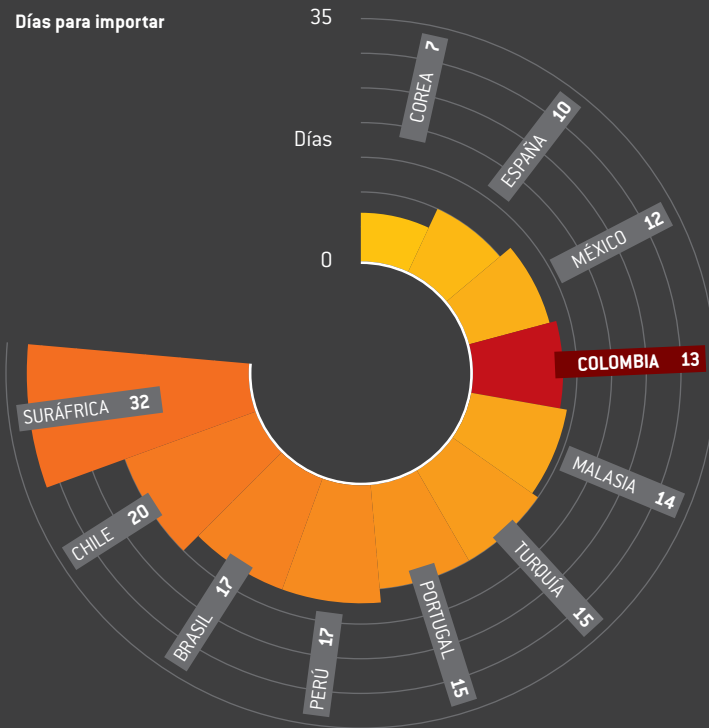 Días para importar
35
Días
0
COREA 7
ESPAÑA 10
MÉXICO 12
COLOMBIA 13
MALASIA 14
TURQUÍA 15
PORTUGAL 15
PERÚ 17
BRASIL 17
CHILE 20
SURÁFRICA 32